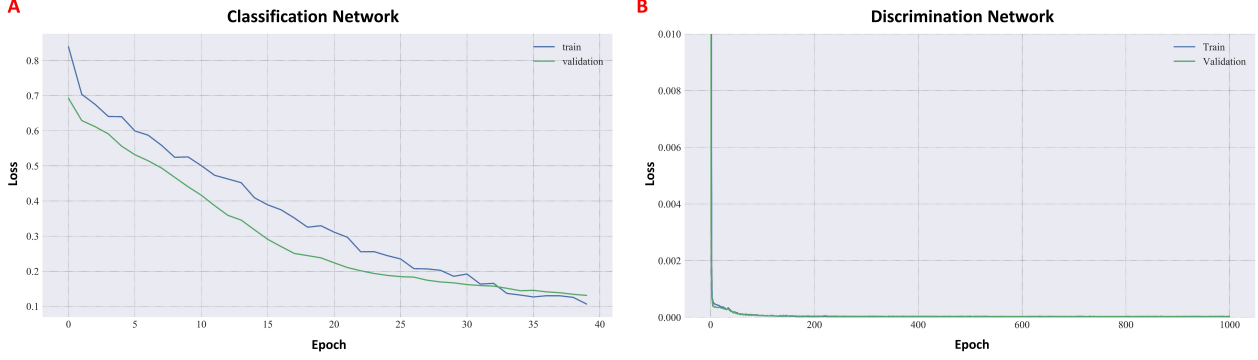 A
Classification Network
train
validation
0.8
0.7
0.6
0.5
0.4
0.3
0.2
0.1
Loss
0 5 10 15 20 25 30 35 40
Epoch
B
Discrimination Network
Train
Validation
0.010
0.008
0.006
0.004
0.002
0.000
Loss
0 200 400 600 800 1000
Epoch